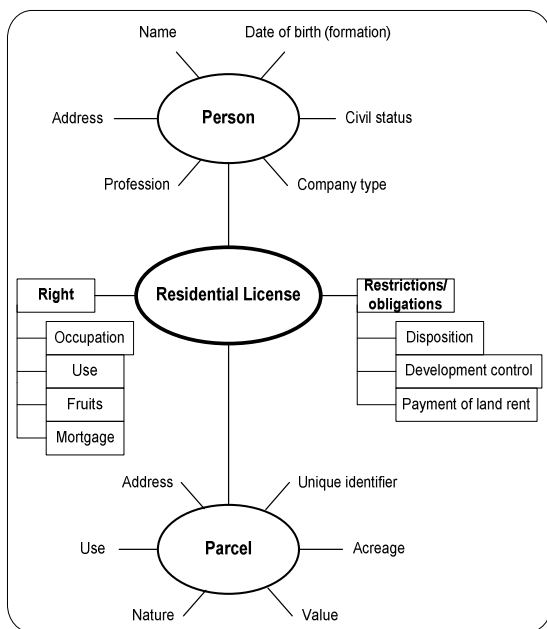 Name
Date of birth (formation)
Address
Person
Civil status
Profession
Company type
Right
Residential License
Restrictions/
obligations
Occupation
Use
Fruits
Mortgage
Disposition
Development control
Payment of land rent
Address
Unique identifier
Use
Parcel
Acreage
Nature
Value